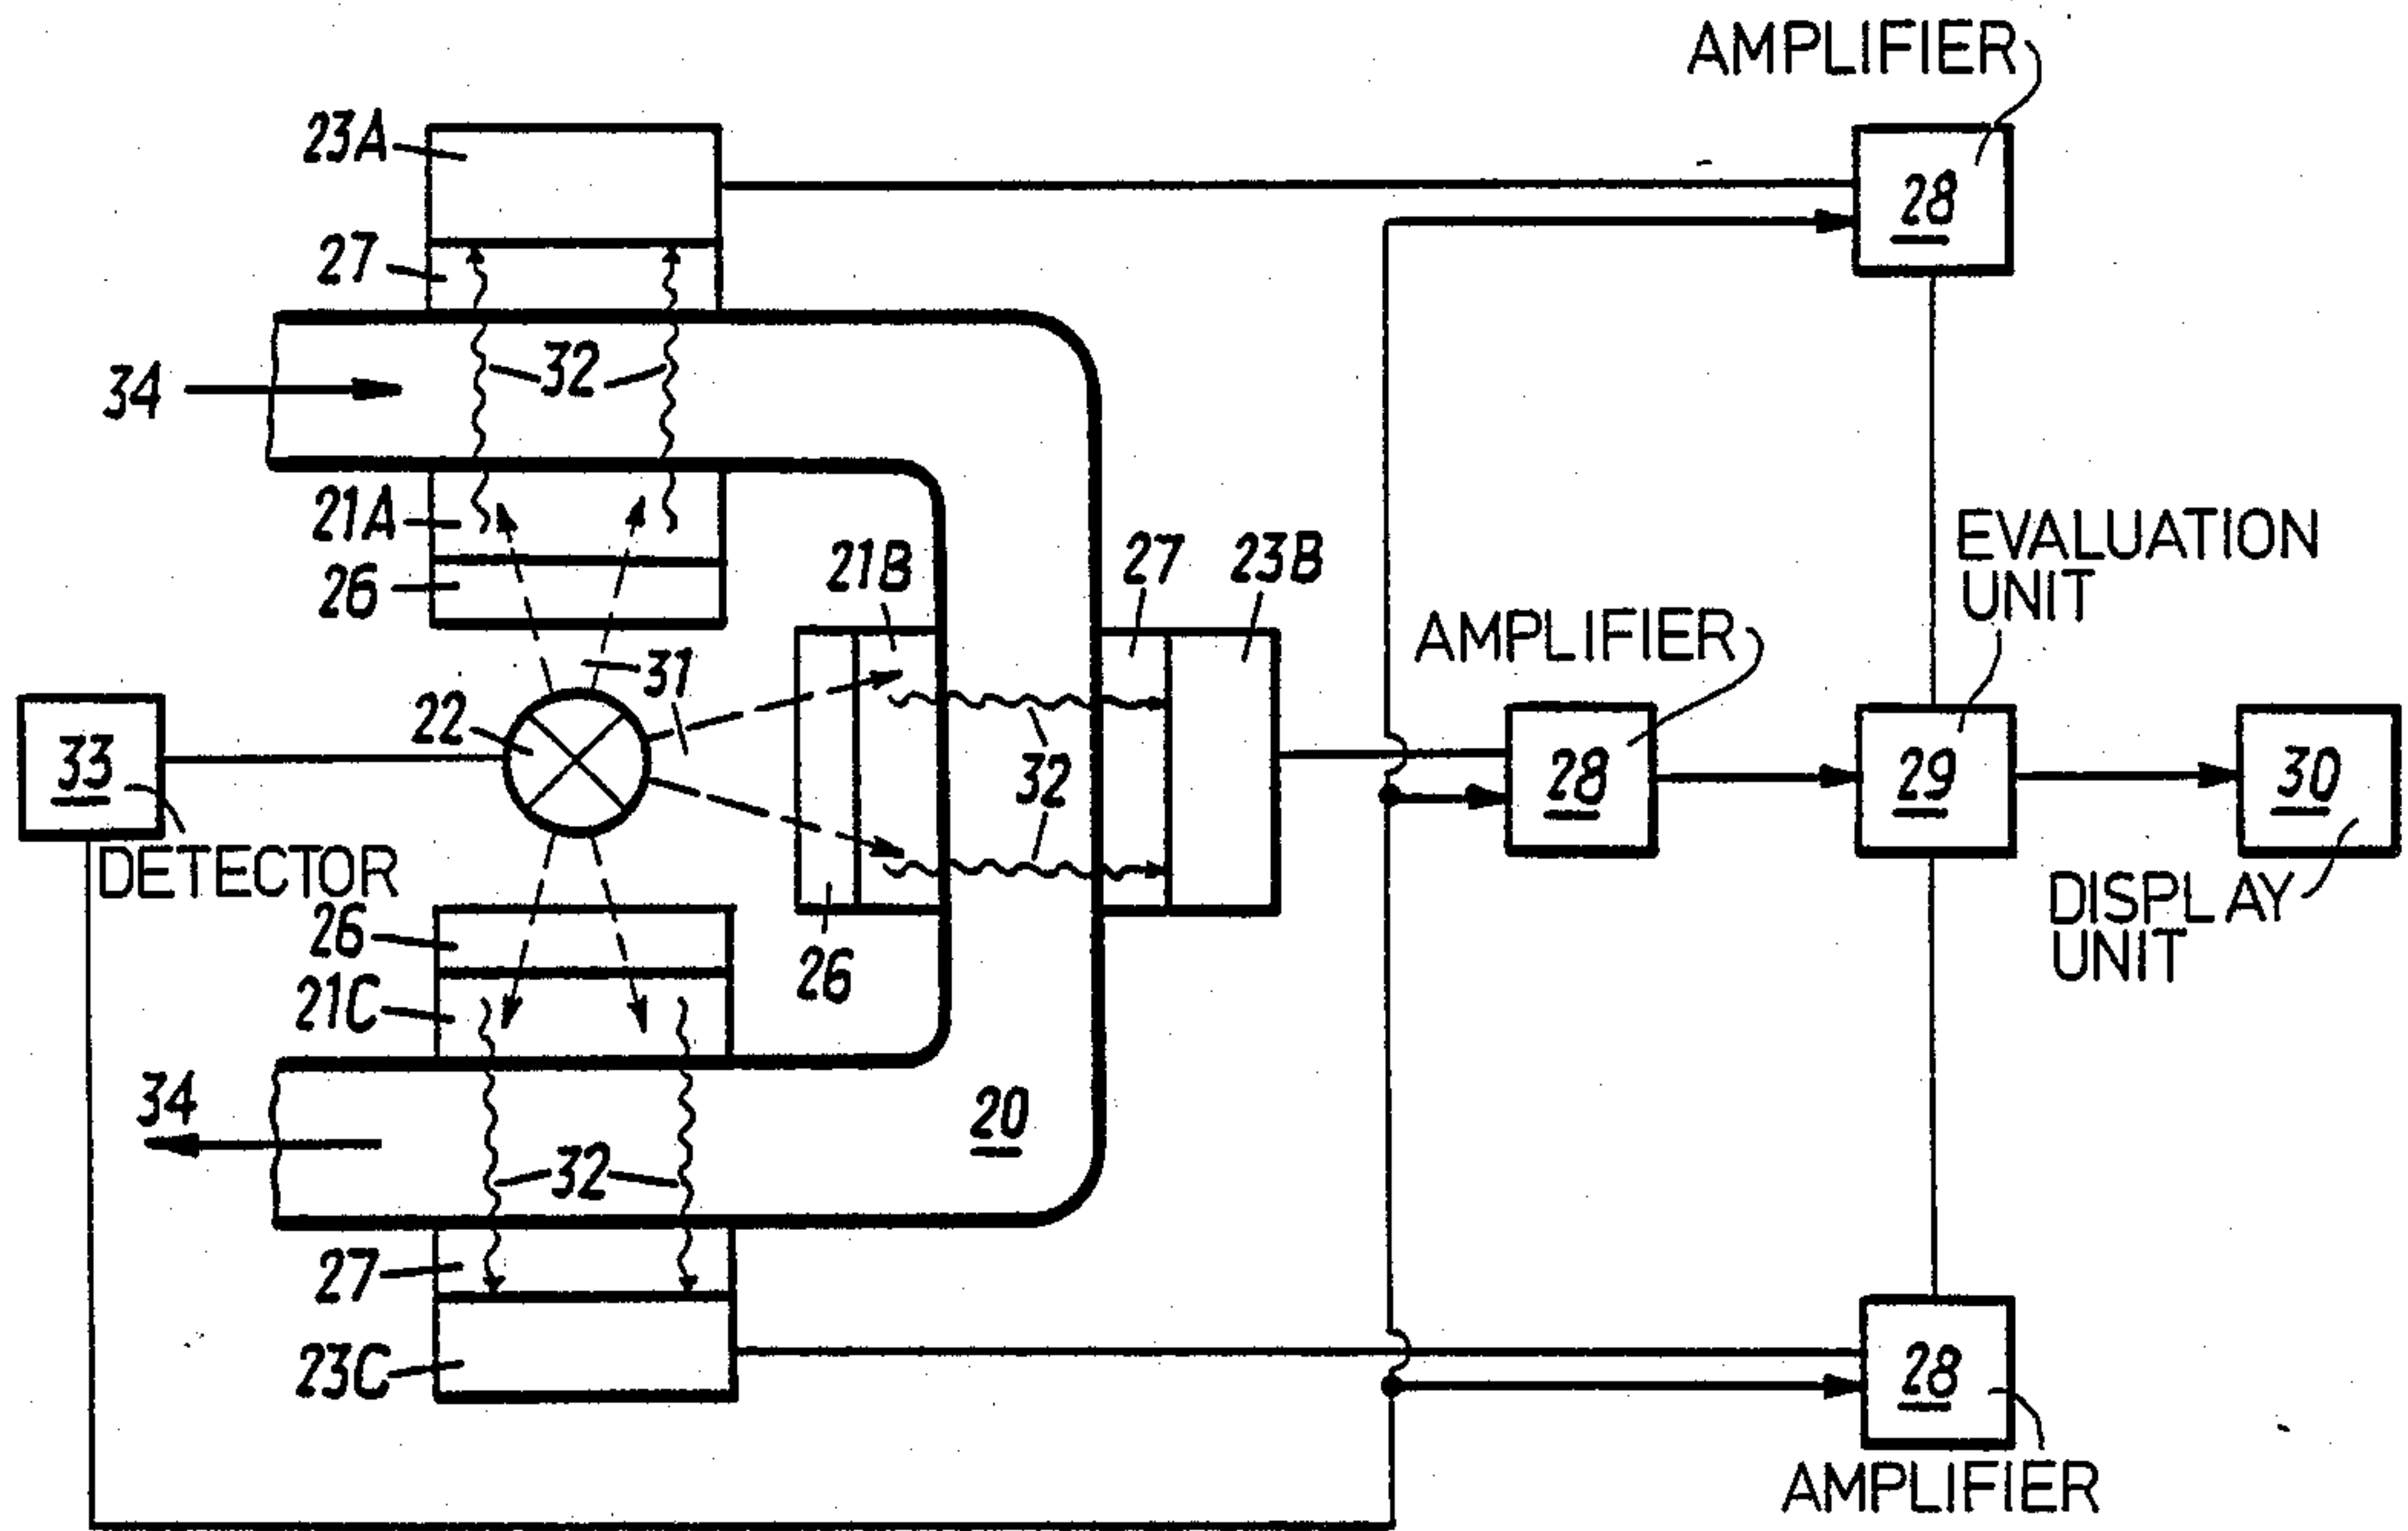 AMPLIFIER
23A
28
27
34
32
21A
EVALUATION
UNIT
26
21B
27
23B
AMPLIFIER
31
22
33
28
29
30
32
DETECTOR
26
26
DISPLAY
UNIT
21C
34
20
32
27
23C
28
AMPLIFIER